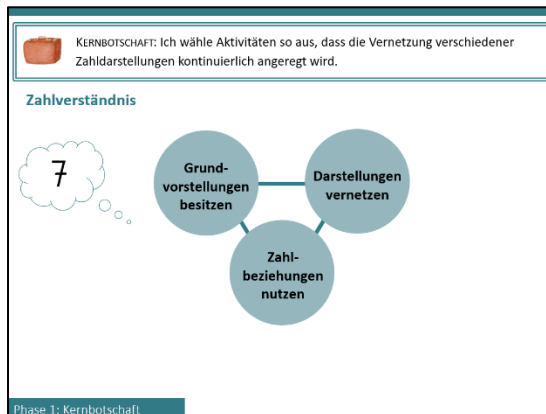 KERNBOTSCHAFT: Ich wähle Aktivitäten so aus, dass die Vernetzung verschiedener
Zahldarstellungen kontinuierlich angeregt wird.
Zahlverständnis
7
Grund-
vorstellungen
besitzen
Darstellungen
vernetzen
Zahl-
beziehungen
nutzen
Phase 1: Kernbotschaft